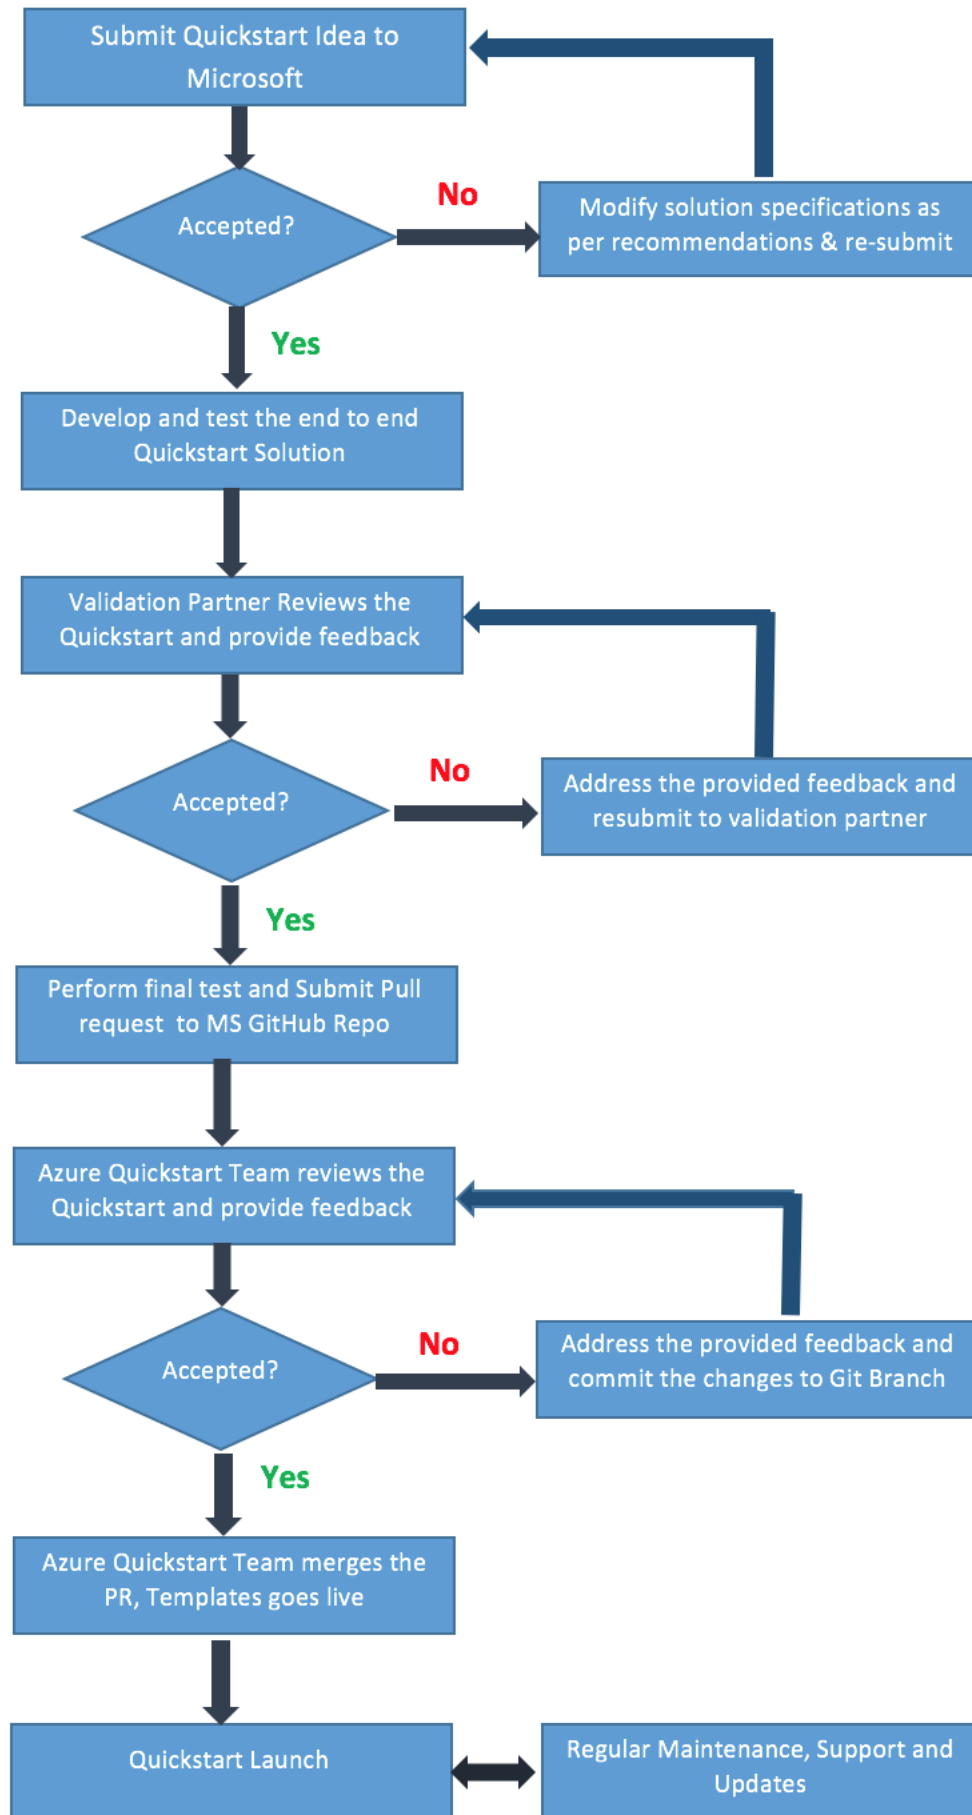 Submit Quickstart Idea to
Microsoft
Accepted?
No
Modify solution specifications as
per recommendations & re-submit
Yes
Develop and test the end to end
Quickstart Solution
Validation Partner Reviews the
Quickstart and provide feedback
Accepted?
No
Address the provided feedback and
resubmit to validation partner
Yes
Perform final test and Submit Pull
request to MS GitHub Repo
Azure Quickstart Team reviews the
Quickstart and provide feedback
Accepted?
No
Address the provided feedback and
commit the changes to Git Branch
Yes
Azure Quickstart Team merges the
PR, Templates goes live
Quickstart Launch
Regular Maintenance, Support and
Updates